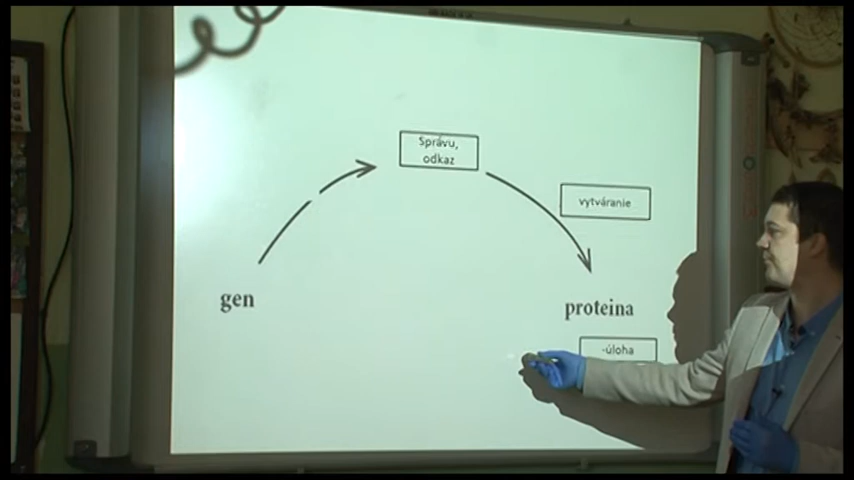 Správu,
odkaz
vytváranie
gen
proteina
-úloha